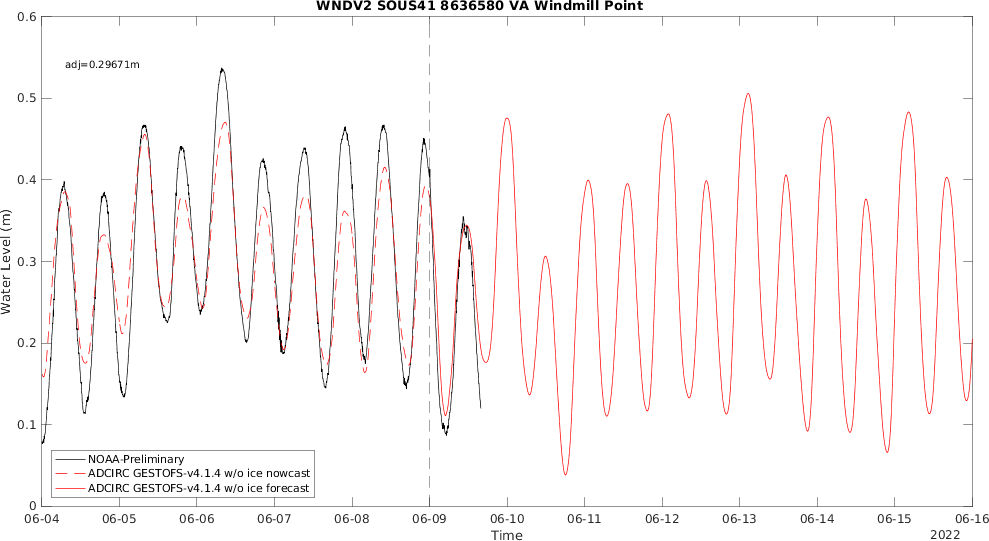 WNDV2 SOUS41 8636580 VA Windmill Point
0.6
0.5
0.4
0.3
0.2
0.1
0
Water Level (m)
adj=0.29671m
NOAA-Preliminary
ADCIRC GESTOFS-v4.1.4 w/o ice nowcast
ADCIRC GESTOFS-v4.1.4 w/o ice forecast
06-04 06-05 06-06 06-07 06-08 06-09 06-10 06-11 06-12 06-13 06-14 06-15 06-16
Time
2022